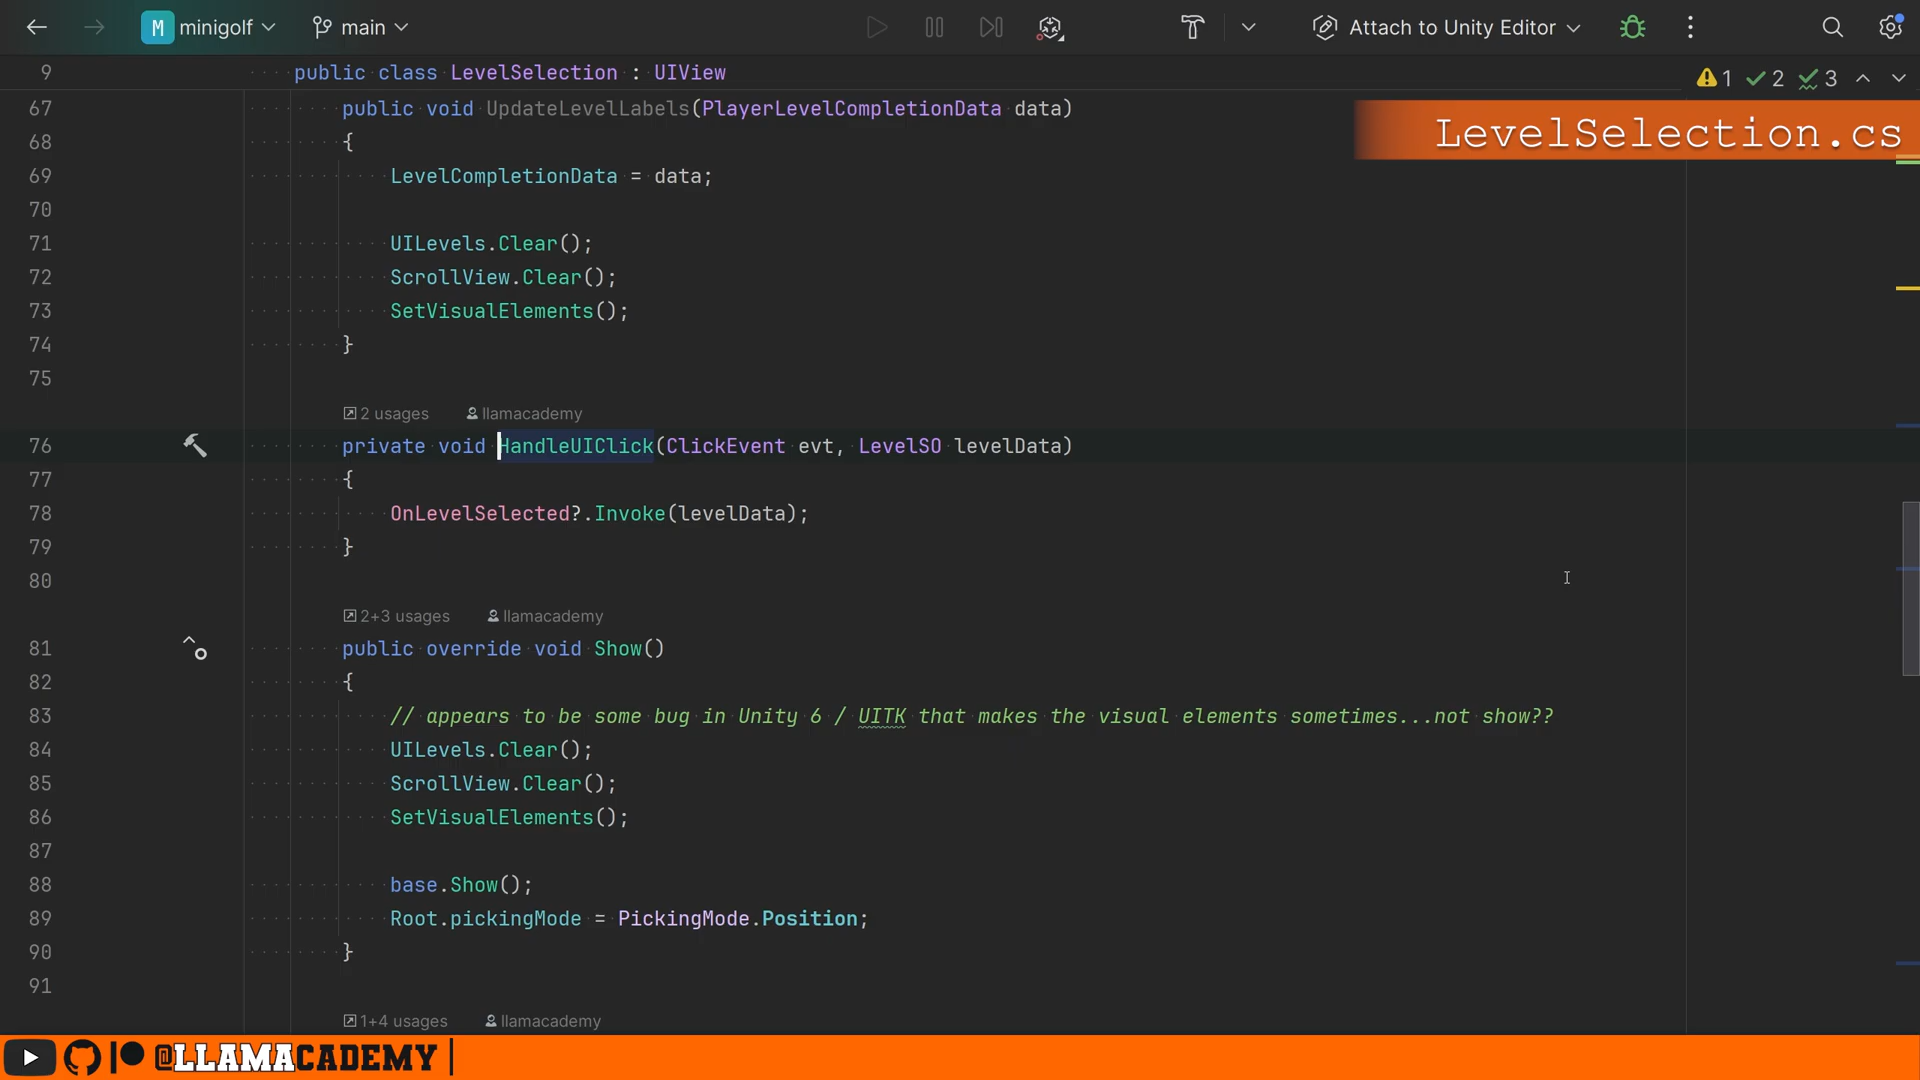 M minigolf main Attach to Unity Editor
9 public class LevelSelection : UIView
1 2 3
67 public void UpdateLevelLabels(PlayerLevelCompletionData data)
LevelSelection.cs
68 {
69 LevelCompletionData = data;
70
71 UILevels.Clear();
72 ScrollView.Clear();
73 SetVisualElements();
74 }
75
2 usages llamacademy
76 private void HandleUIClick(ClickEvent evt, LevelSO levelData)
77 {
78 OnLevelSelected?.Invoke(levelData);
79 }
80
2+3 usages llamacademy
81 public override void Show()
82 {
83 // appears to be some bug in Unity 6 / UITK that makes the visual elements sometimes...not show??
84 UILevels.Clear();
85 ScrollView.Clear();
86 SetVisualElements();
87
88 base.Show();
89 Root.pickingMode = PickingMode.Position;
90 }
91
1+4 usages llamacademy
@LLAMACADEMY